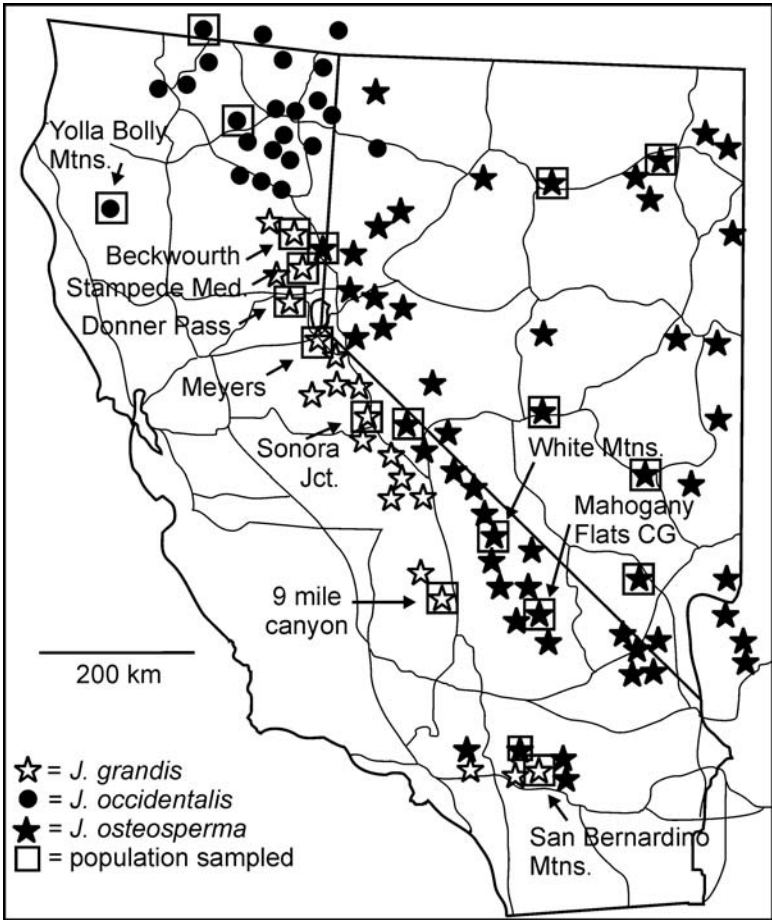 Yolla Bolly
Mtns.
Beckwourth
Stampede Med.
Donner Pass
Meyers
Sonora
Jct.
White Mtns.
Mahogany
Flats CG
9 mile
canyon
200 km
= J. grandis
= J. occidentalis
= J. osteosperma
= population sampled
San Bernardino
Mtns.